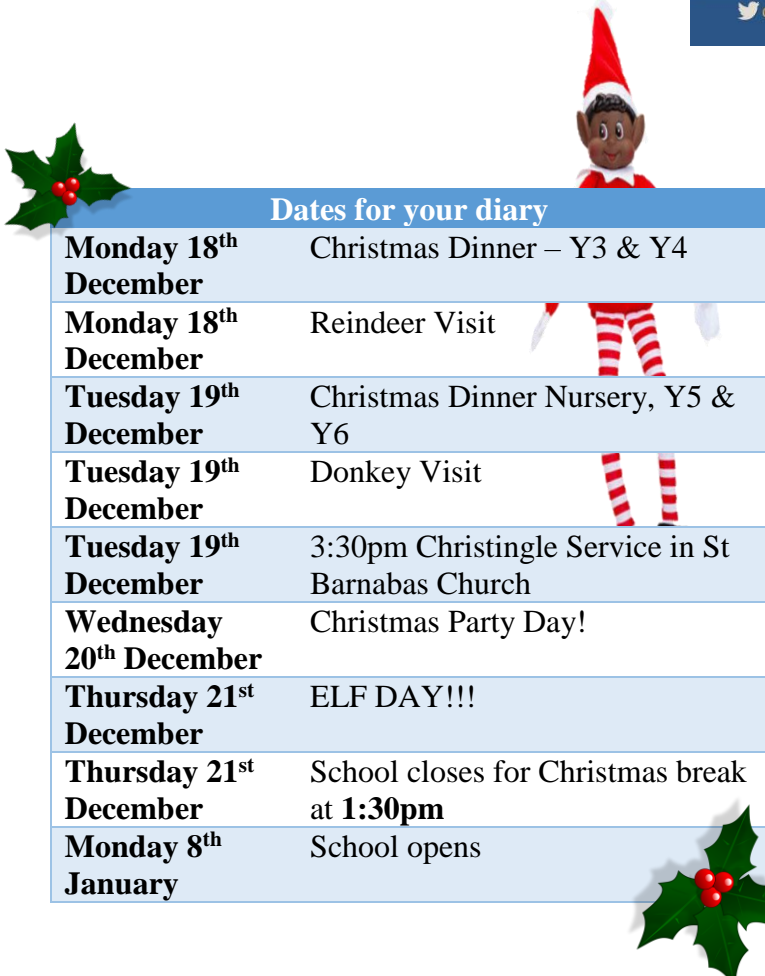 Dates for your diary
Monday 18th Christmas Dinner – Y3 & Y4
December
Monday 18th Reindeer Visit
December
Tuesday 19th Christmas Dinner Nursery, Y5 &
December Y6
Tuesday 19th Donkey Visit
December
Tuesday 19th 3:30pm Christingle Service in St
December Barnabas Church
Wednesday Christmas Party Day!
20th December
Thursday 21st ELF DAY!!!
December
Thursday 21st School closes for Christmas break
December at 1:30pm
Monday 8th School opens
January